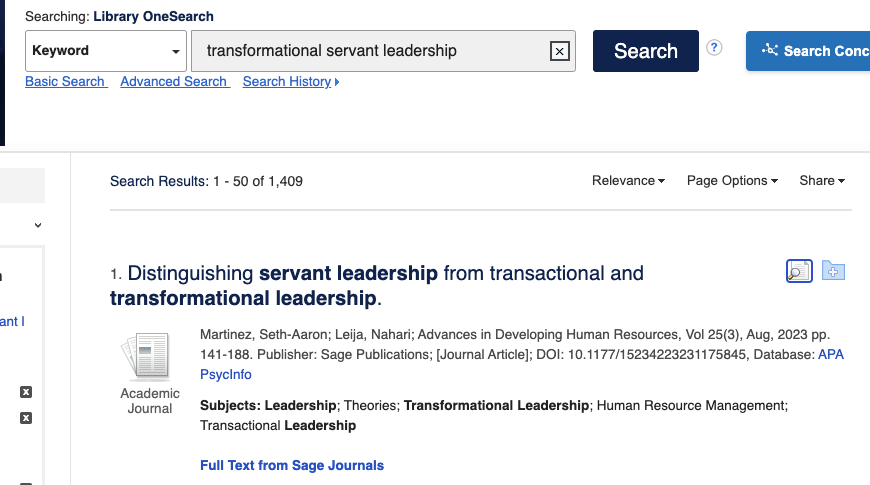 Searching: Library OneSearch
Keyword
transformational servant leadership
Search
?
Search Conc
Basic Search Advanced Search Search History
Search Results: 1 - 50 of 1,409
Relevance Page Options Share
1. Distinguishing servant leadership from transactional and
transformational leadership.
ant l
Martinez, Seth-Aaron; Leija, Nahari; Advances in Developing Human Resources, Vol 25(3), Aug, 2023 pp.
141-188. Publisher: Sage Publications; [Journal Article]; DOI: 10.1177/15234223231175845, Database: APA
PsycInfo
Academic
Journal
Subjects: Leadership; Theories; Transformational Leadership; Human Resource Management;
Transactional Leadership
Full Text from Sage Journals